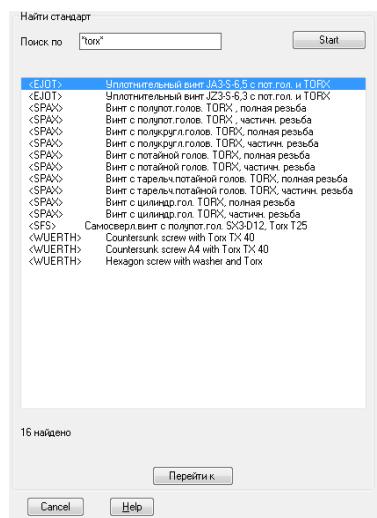 Найти стандарт
Поиск по "torx" Start
<EJOT> Уплотнительный винт JA3-S-6,5 с пот.гол. и TORX
<EJOT> Уплотнительный винт JZ3-S-6,3 с пот.гол. и TORX
<SPAX> Винт с полупот.голов. TORX , полная резьба
<SPAX> Винт с полупот.голов. TORX , частичн. резьба
<SPAX> Винт с полукругл.голов. TORX, полная резьба
<SPAX> Винт с полукругл.голов. TORX, частичн. резьба
<SPAX> Винт с потайной голов. TORX, полная резьба
<SPAX> Винт с потайной голов. TORX, частичн. резьба
<SPAX> Винт с тарельч.потайной голов. TORX, полная резьба
<SPAX> Винт с тарельч.потайной голов. TORX, частичн. резьба
<SPAX> Винт с цилиндр.гол. TORX, полная резьба
<SPAX> Винт с цилиндр.гол. TORX, частичн. резьба
<SFS> Самосверл.винт с полупот.гол. SX3-D12, Torx T25
<WUERTH> Countersunk screw with Torx TX 40
<WUERTH> Countersunk screw A4 with Torx TX 40
<WUERTH> Hexagon screw with washer and Torx
16 найдено
Перейти к
Cancel Help